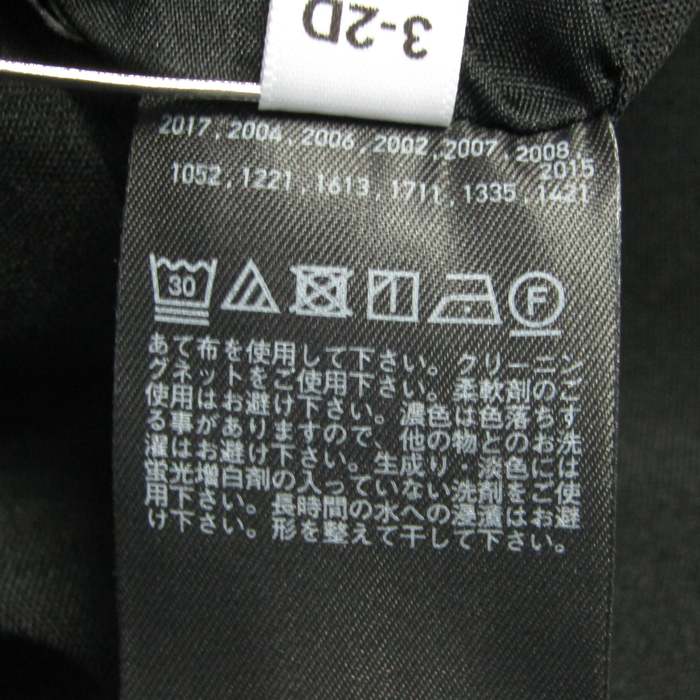 3-2D
2017,2004,2006,2002,2007,2008
2015
1052,1221,1613,1711,1335,1421
30
F
あて布を使用して下さい。クリーニン
グネットをご使用下さい。柔軟剤のご
使用はお避け下さい。濃色は色落ちす
る事がありますので、他の物とのお洗
濯はお避け下さい。生成り・淡色には
蛍光増白剤の入っていない洗剤をご使
用下さい。長時間の水への浸漬はお避
け下さい。形を整えて干して下さい。